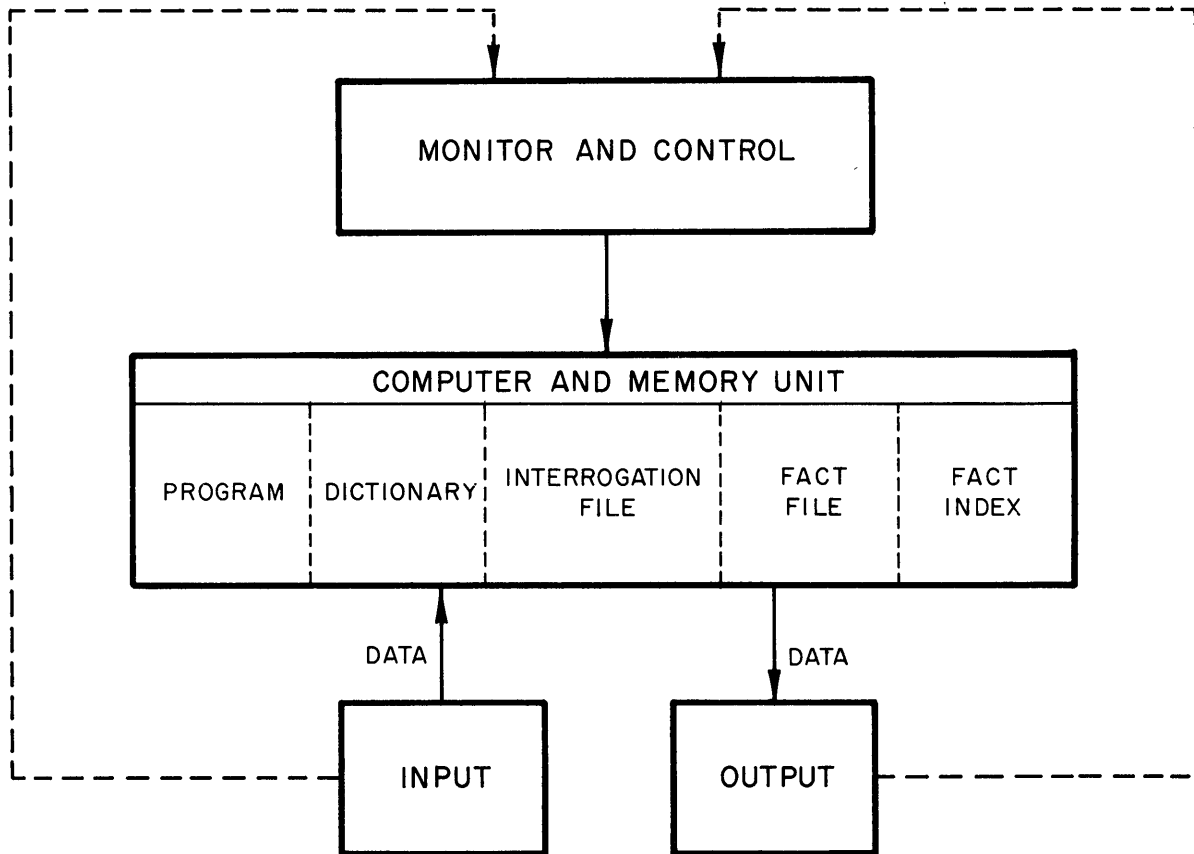 MONITOR AND CONTROL
COMPUTER AND MEMORY UNIT
PROGRAM
DICTIONARY
INTERROGATION
FILE
FACT
FILE
FACT
INDEX
DATA
DATA
INPUT
OUTPUT